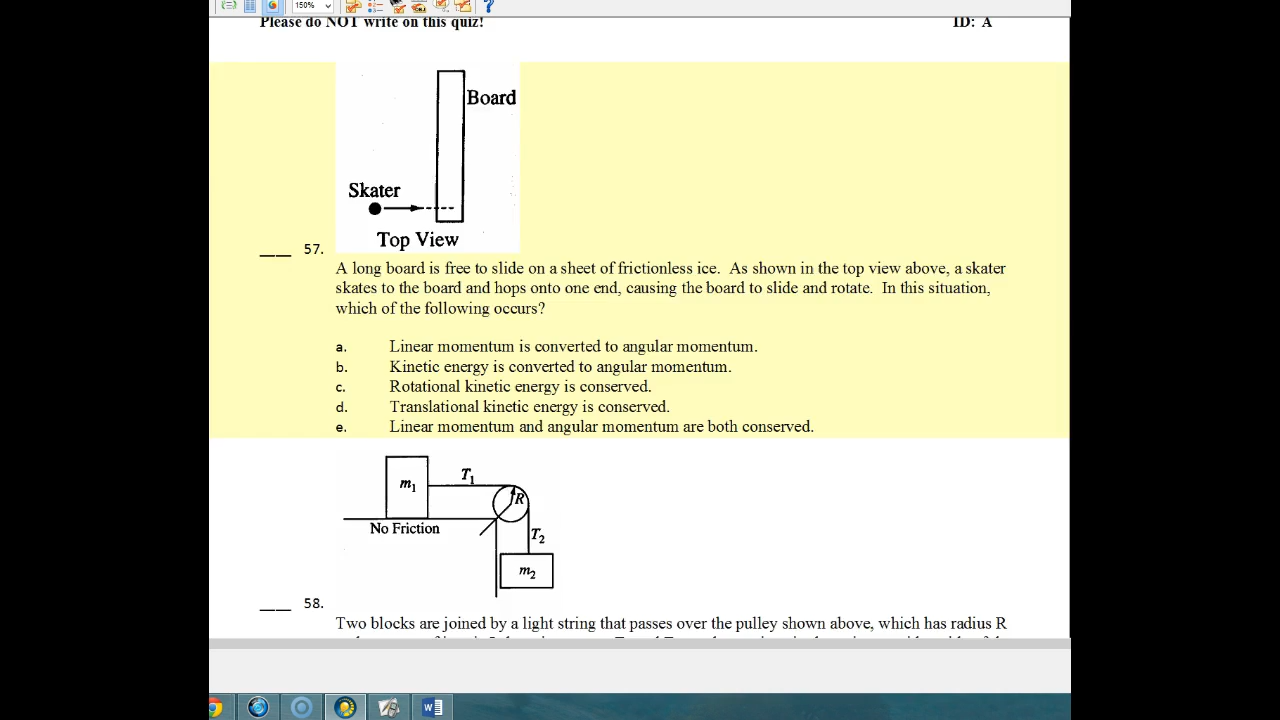 150%
Please do NOT write on this quiz!
ID: A
Board
Skater
Top View
___ 57.
A long board is free to slide on a sheet of frictionless ice. As shown in the top view above, a skater
skates to the board and hops onto one end, causing the board to slide and rotate. In this situation,
which of the following occurs?
a. Linear momentum is converted to angular momentum.
b. Kinetic energy is converted to angular momentum.
c. Rotational kinetic energy is conserved.
d. Translational kinetic energy is conserved.
e. Linear momentum and angular momentum are both conserved.
T1
m1
R
No Friction
T2
m2
___ 58.
Two blocks are joined by a light string that passes over the pulley shown above, which has radius R